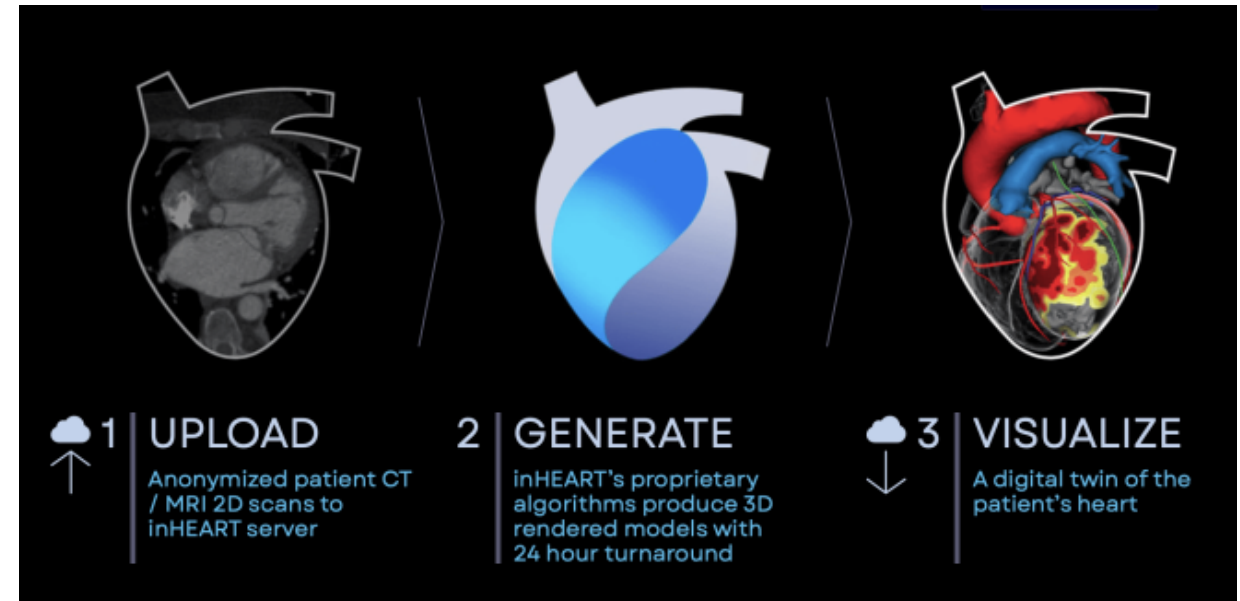 1 UPLOAD
Anonymized patient CT
/ MRI 2D scans to
inHEART server
2 GENERATE
inHEART’s proprietary
algorithms produce 3D
rendered models with
24 hour turnaround
3 VISUALIZE
A digital twin of the
patient’s heart